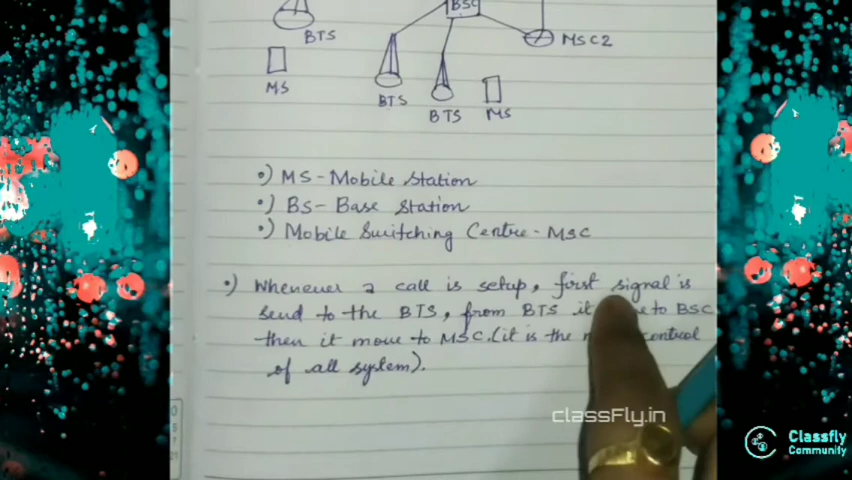 BSC
BTS
MSC2
MS
BTS
BTS
MS
•) MS - Mobile Station
•) BS - Base Station
•) Mobile Switching Centre - MSC
•) Whenever a call is setup, first signal is
send to the BTS, from BTS it to BSC
then it move to MSC. (it is the control
of all system).
classFly.in
Classfly
Community